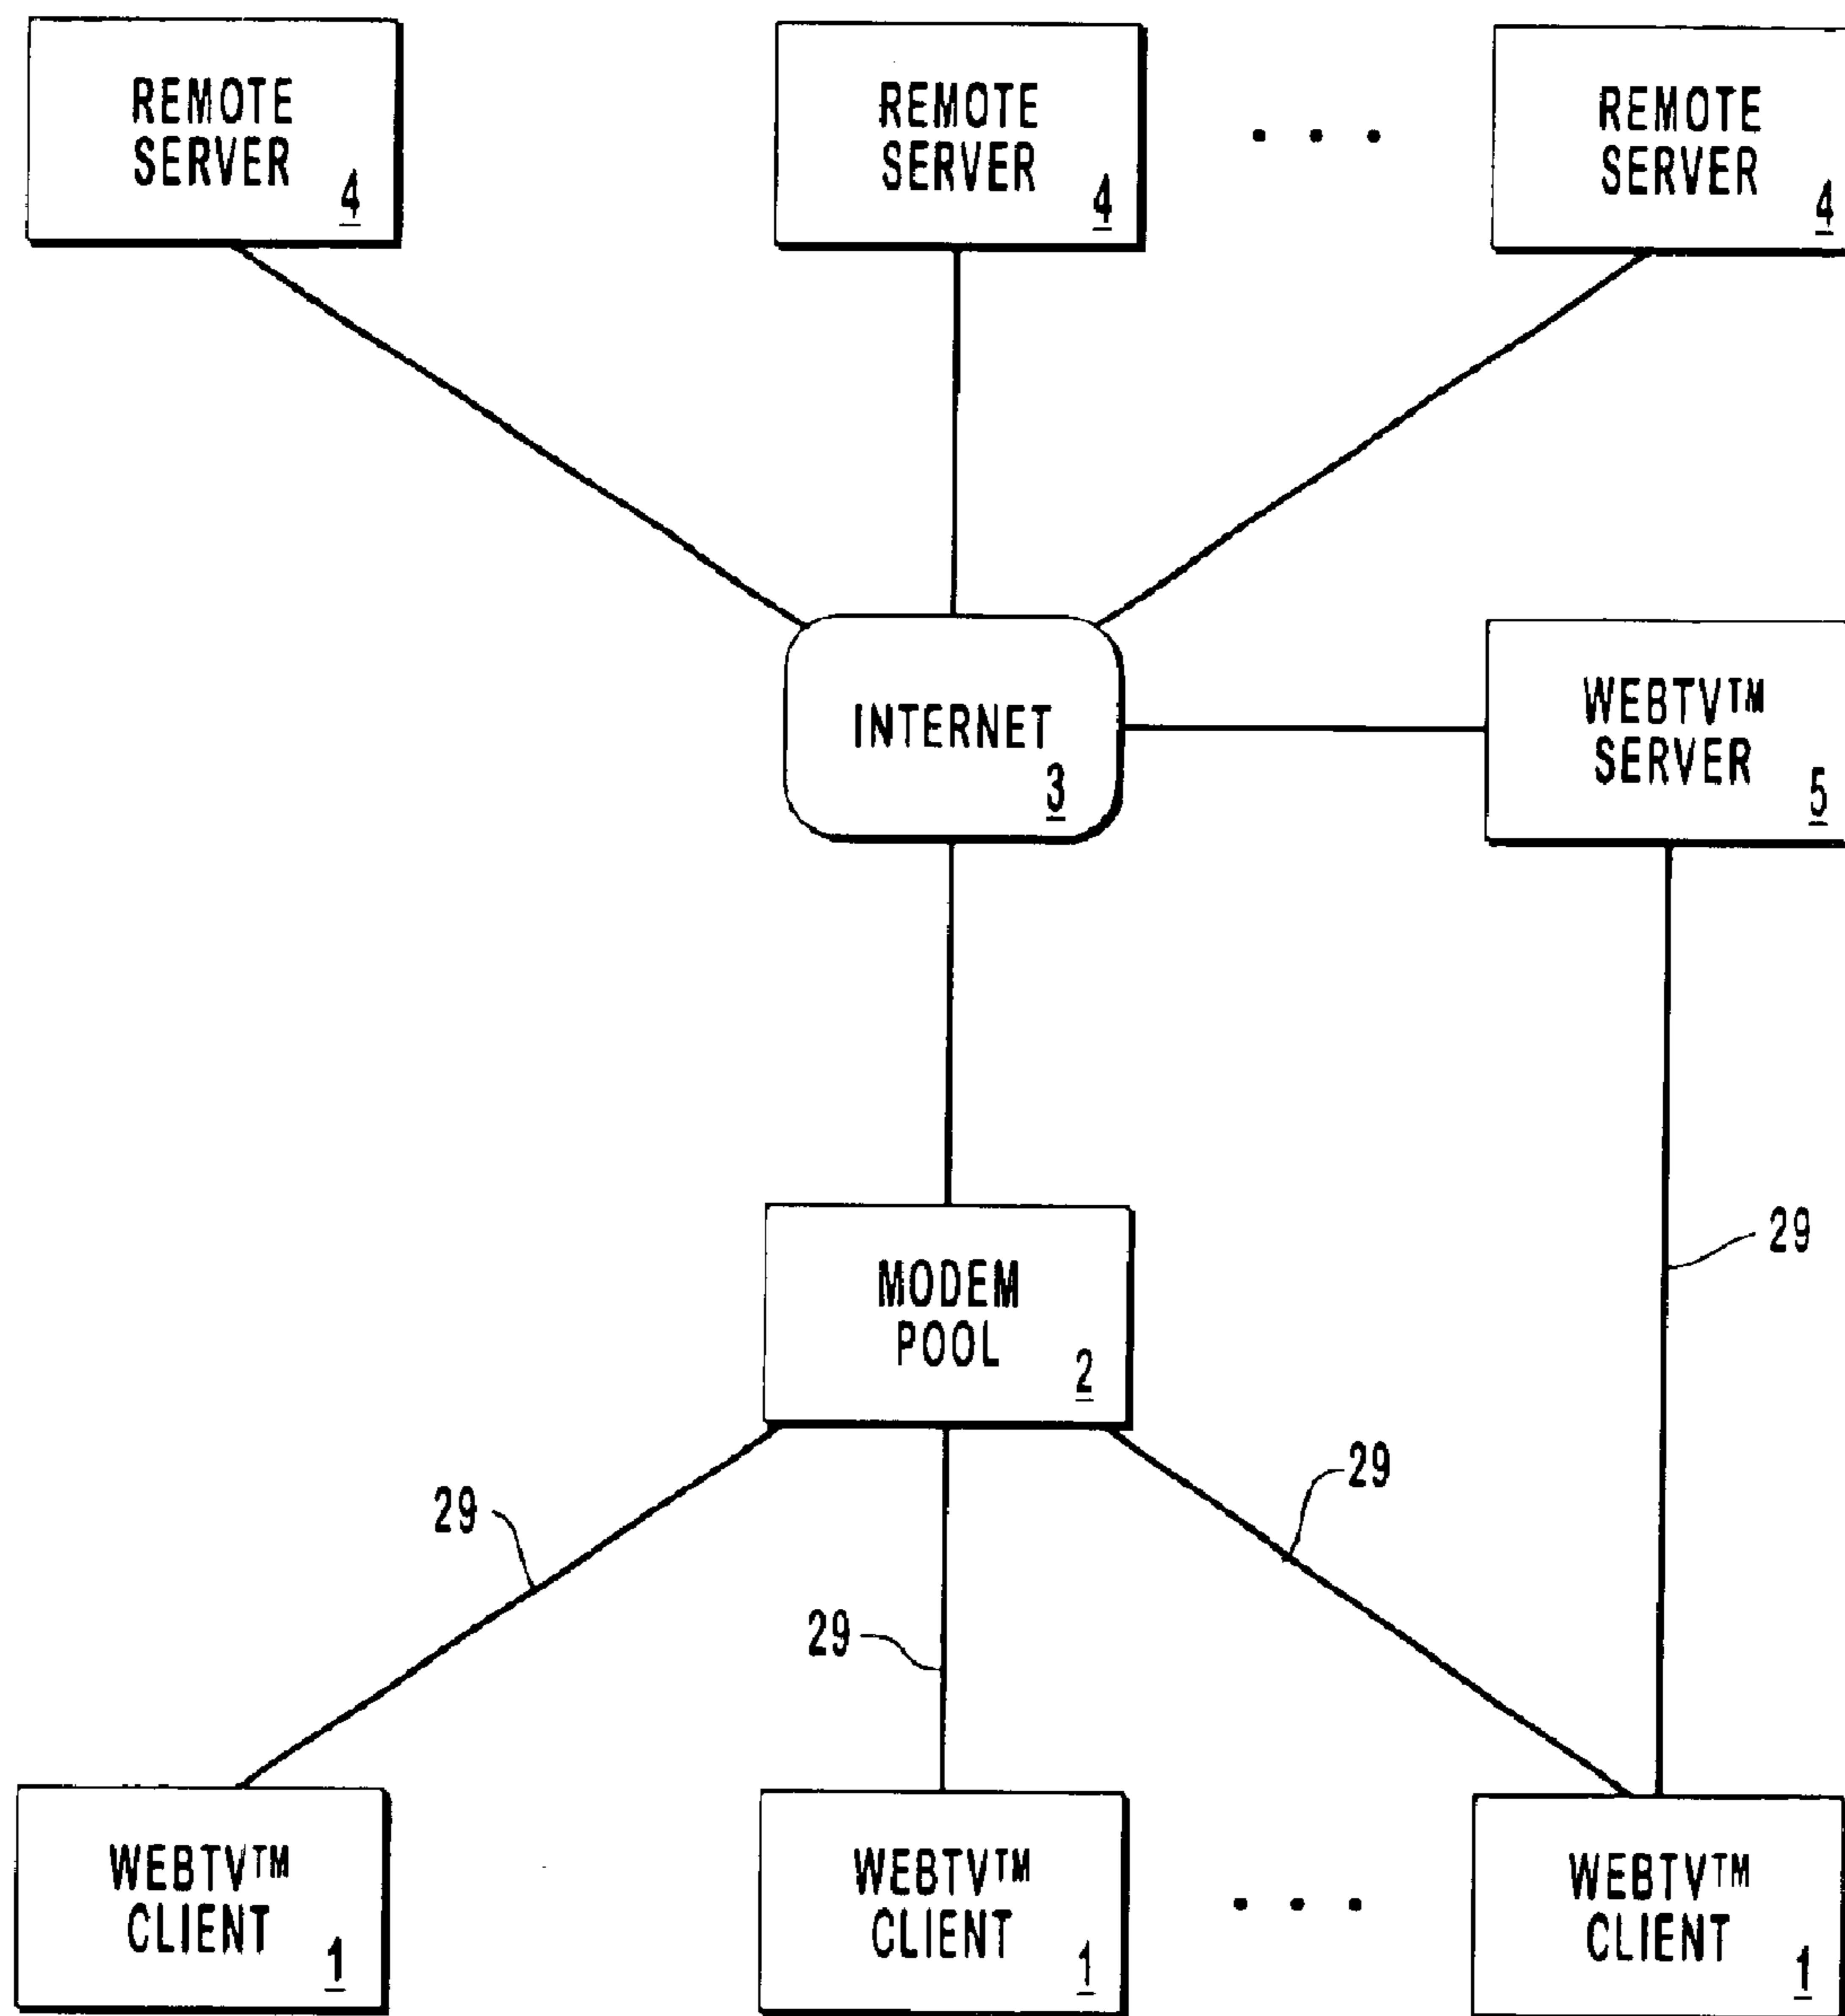 REMOTE
SERVER
4
REMOTE
SERVER
4
REMOTE
SERVER
4
INTERNET
3
WEBTV™
SERVER
5
29
MODEM
POOL
2
29
29
29
WEBTV™
CLIENT
1
WEBTV™
CLIENT
1
WEBTV™
CLIENT
1